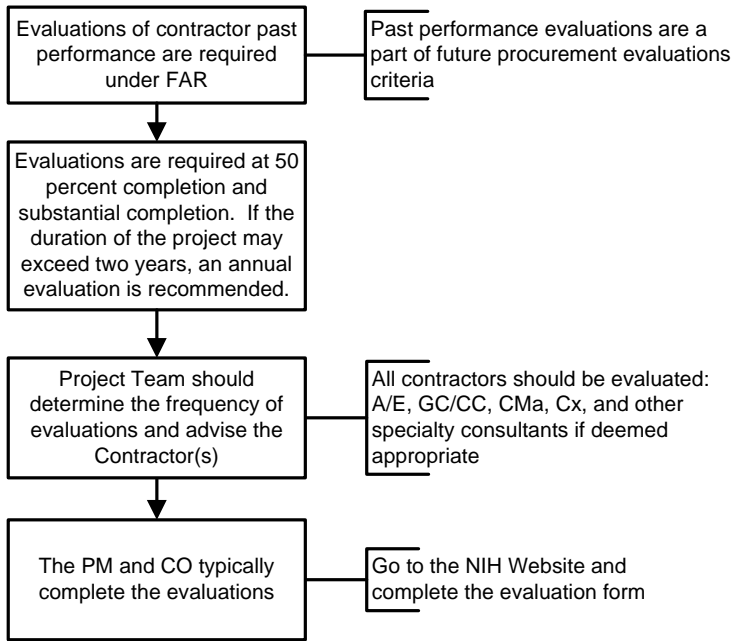 Evaluations of contractor past
performance are required
under FAR
Past performance evaluations are a
part of future procurement evaluations
criteria
Evaluations are required at 50
percent completion and
substantial completion.  If the
duration of the project may
exceed two years, an annual
evaluation is recommended.
Project Team should
determine the frequency of
evaluations and advise the
Contractor(s)
All contractors should be evaluated:
A/E, GC/CC, CMa, Cx, and other
specialty consultants if deemed
appropriate
The PM and CO typically
complete the evaluations
Go to the NIH Website and
complete the evaluation form